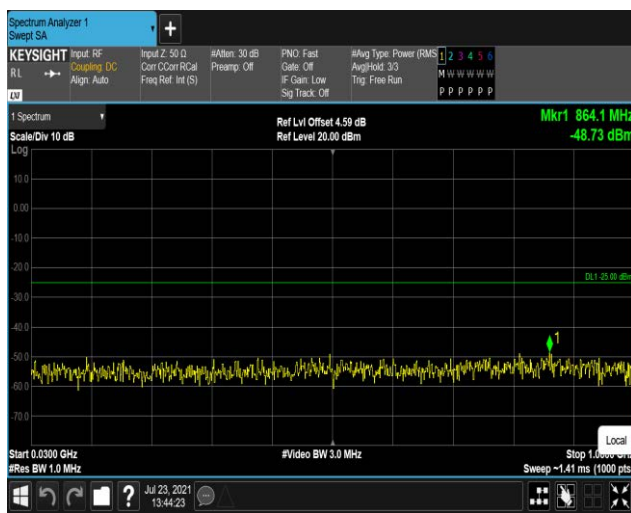 Spectrum Analyzer 1
Swept SA
+
KEYSIGHT
RL
LXI
Input: RF
Coupling: DC
Align: Auto
Input Z: 50 Ω
Corr CCorr RCal
Freq Ref: Int (S)
#Atten: 30 dB
Preamp: Off
PNO: Fast
Gate: Off
IF Gain: Low
Sig Track: Off
#Avg Type: Power (RMS
Avg|Hold: 3/3
Trig: Free Run
1 2 3 4 5 6
M W W W W W
P P P P P P
1 Spectrum
Scale/Div 10 dB
Ref Lvl Offset 4.59 dB
Ref Level 20.00 dBm
Mkr1 864.1 MHz
-48.73 dBm
Log
10.0
0.00
-10.0
-20.0
DL1 -25.00 dBm
-30.0
-40.0
1
-50.0
-60.0
-70.0
Local
Start 0.0300 GHz
#Video BW 3.0 MHz
#Res BW 1.0 MHz
Sweep ~1.41 ms (1000 pts
?
Jul 23, 2021
13:44:23